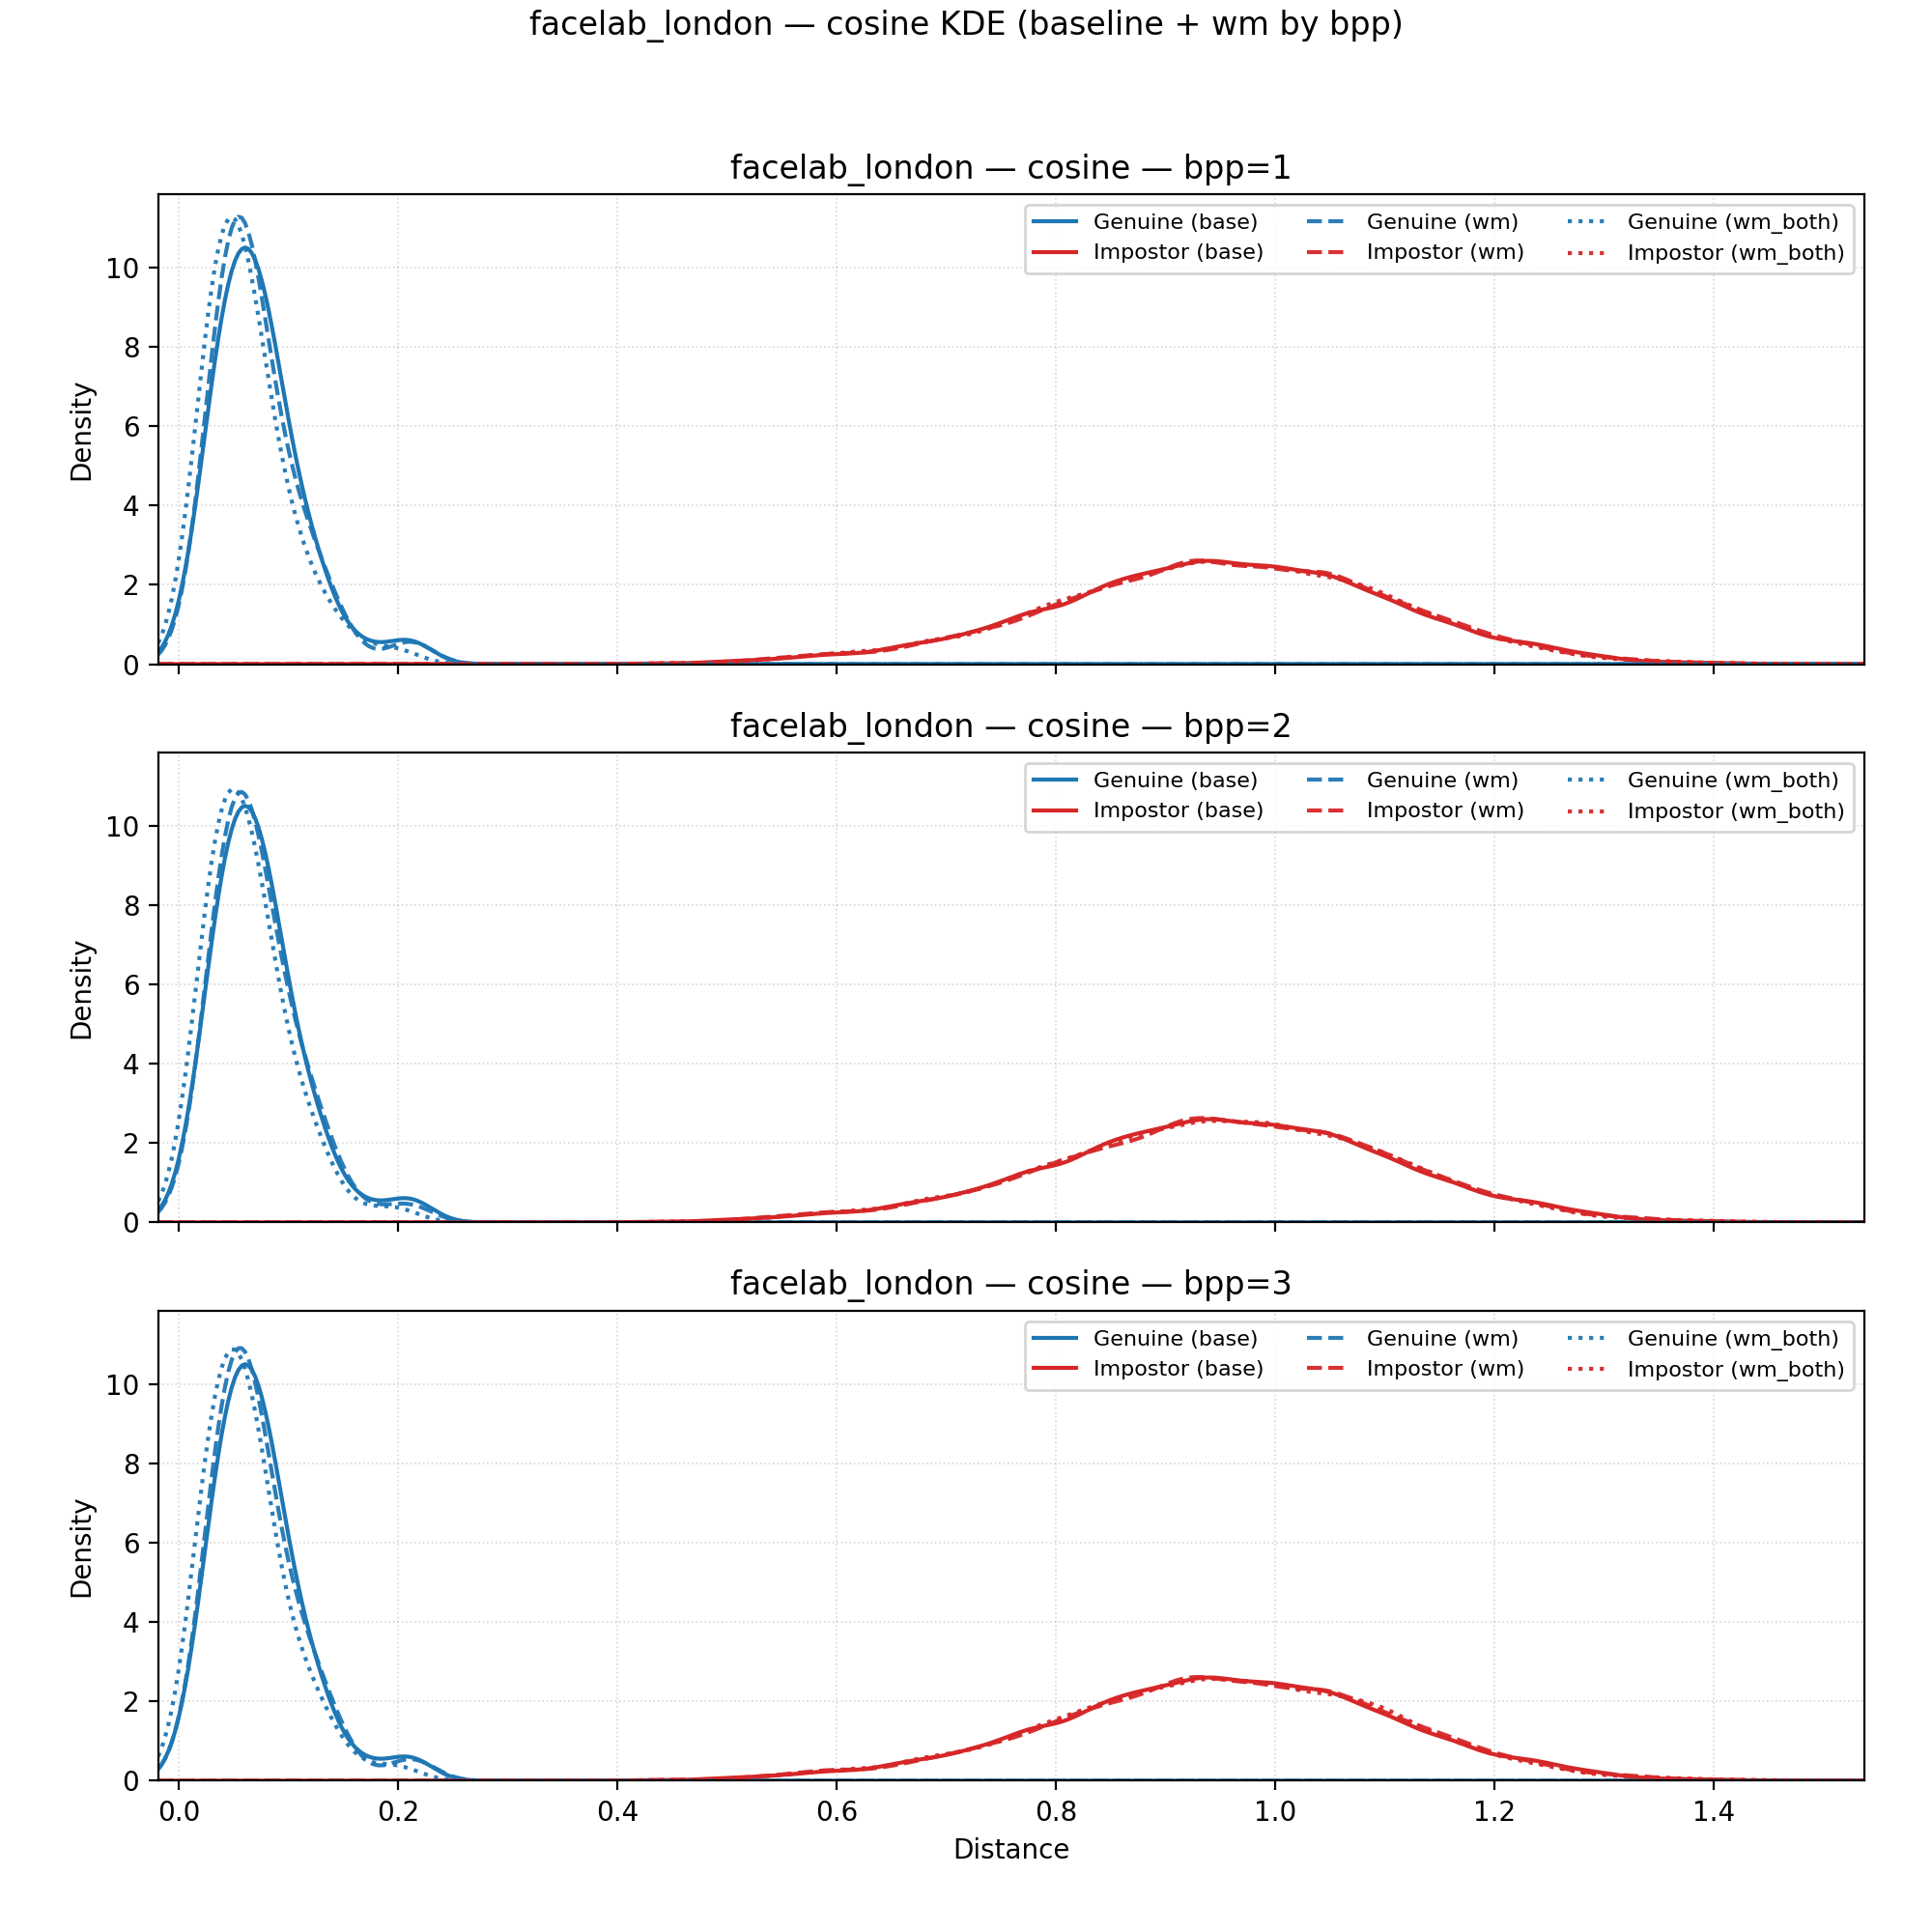 facelab_london — cosine KDE (baseline + wm by bpp)
facelab_london — cosine — bpp=1
Genuine (base) Genuine (wm) Genuine (wm_both)
Impostor (base) Impostor (wm) Impostor (wm_both)
10
8
6
4
2
0
Density
facelab_london — cosine — bpp=2
Genuine (base) Genuine (wm) Genuine (wm_both)
Impostor (base) Impostor (wm) Impostor (wm_both)
10
8
6
4
2
0
Density
facelab_london — cosine — bpp=3
Genuine (base) Genuine (wm) Genuine (wm_both)
Impostor (base) Impostor (wm) Impostor (wm_both)
10
8
6
4
2
0
Density
0.0 0.2 0.4 0.6 0.8 1.0 1.2 1.4
Distance